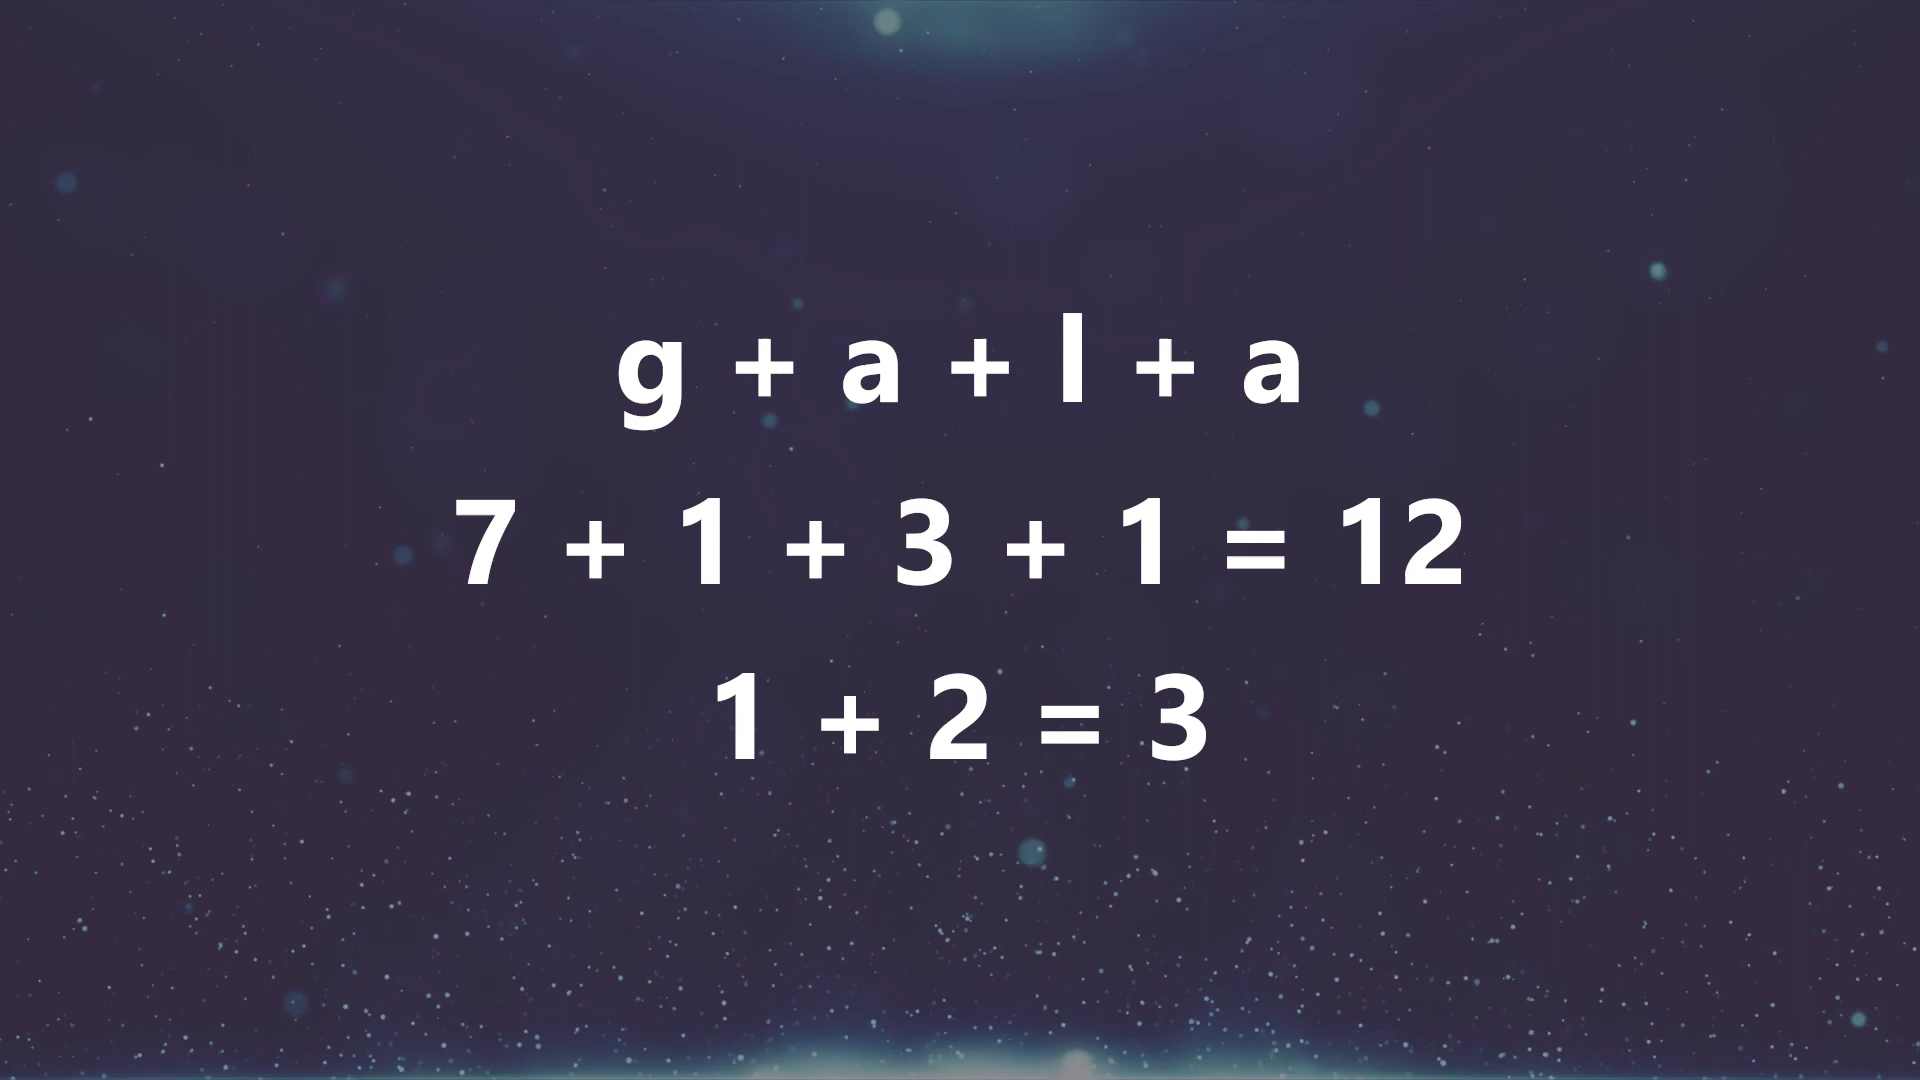 g + a + l + a
7 + 1 + 3 + 1 = 12
1 + 2 = 3